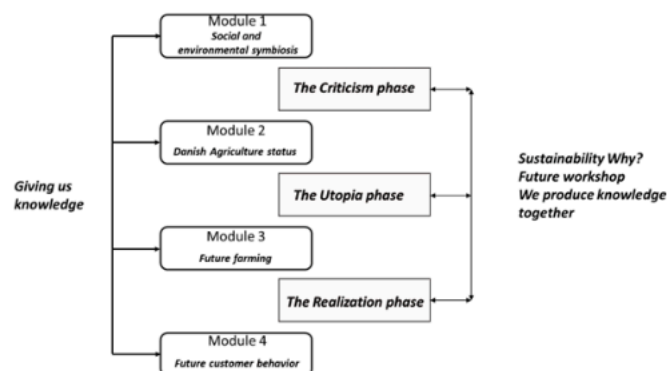 Module 1
Social and
environmental symbiosis
The Criticism phase
Module 2
Danish Agriculture status
Giving us
knowledge
The Utopia phase
Sustainability Why?
Future workshop
We produce knowledge
together
Module 3
Future farming
The Realization phase
Module 4
Future customer behavior